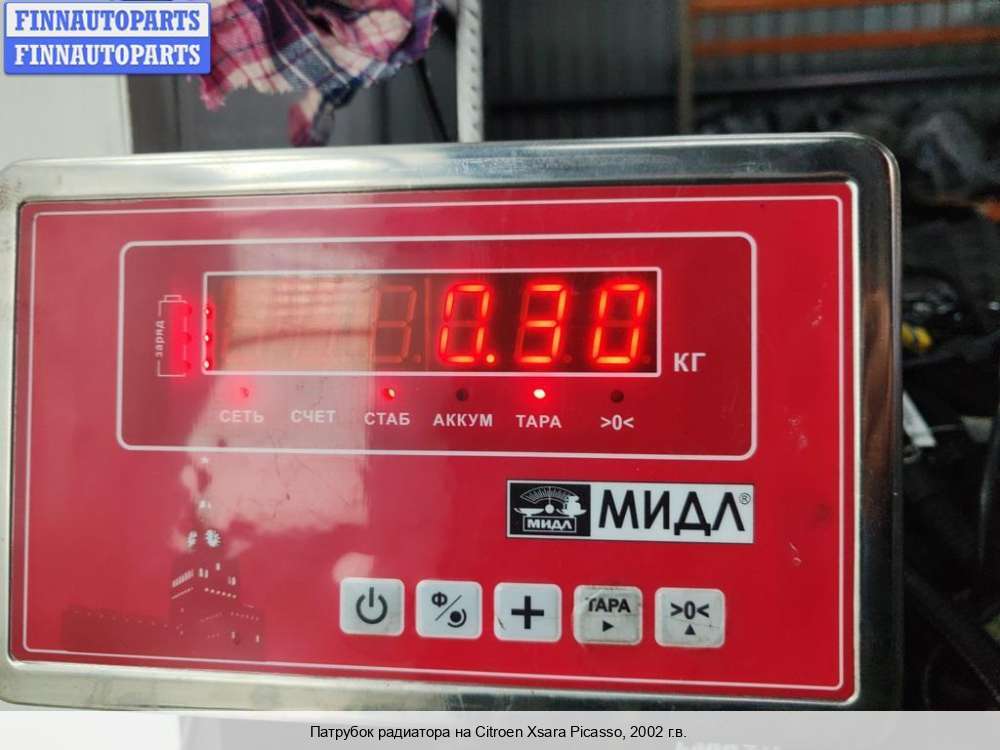 FINNAUTOPARTS
FINNAUTOPARTS
заряд
0.30
КГ
СЕТЬ СЧЕТ СТАБ АККУМ ТАРА >0<
МИДЛ МИДЛ®
Ф/ + ТАРА >0<
Патрубок радиатора на Citroen Xsara Picasso, 2002 г.в.